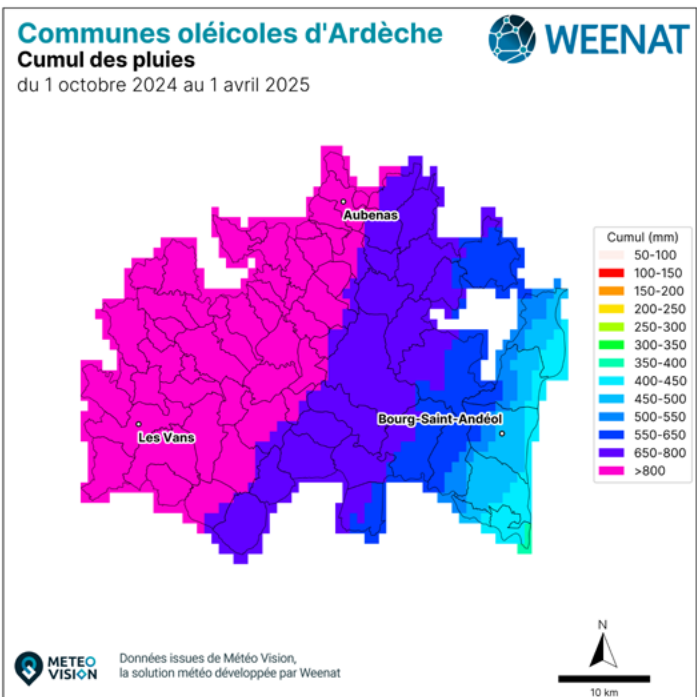 Communes oléicoles d'Ardèche
WEENAT
Cumul des pluies
du 1 octobre 2024 au 1 avril 2025
Aubenas
Les Vans
Bourg-Saint-Andéol
Cumul (mm)
50-100
100-150
150-200
200-250
250-300
300-350
350-400
400-450
450-500
500-550
550-650
650-800
>800
METEO
VISION
Données issues de Météo Vision,
la solution météo développée par Weenat
N
10 km